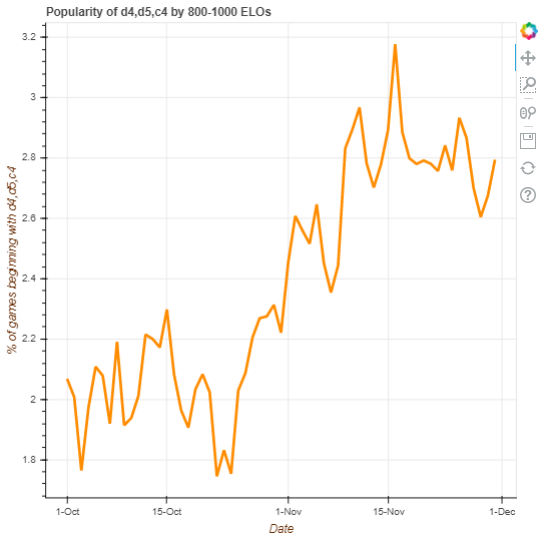 Popularity of d4,d5,c4 by 800-1000 ELOs
% of games beginning with d4,d5,c4
3.2
3
2.8
2.6
2.4
2.2
2
1.8
1-Oct
15-Oct
1-Nov
15-Nov
1-Dec
Date